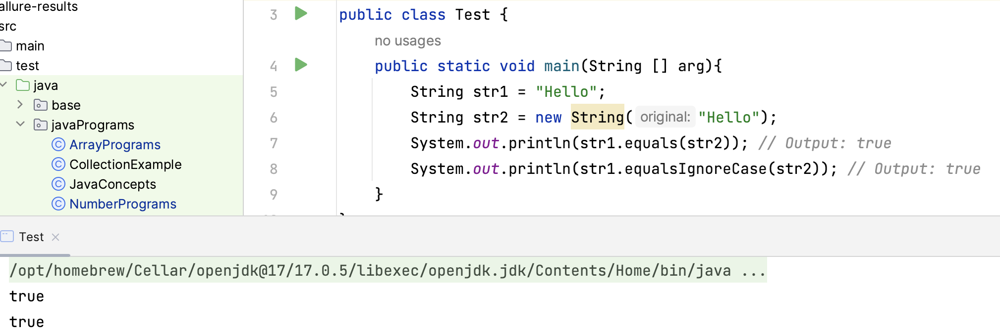 allure-results
src
main
test
java
base
javaPrograms
ArrayPrograms
CollectionExample
JavaConcepts
NumberPrograms
3 public class Test {
no usages
4 public static void main(String [] arg){
5 String str1 = "Hello";
6 String str2 = new String( original: "Hello");
7 System.out.println(str1.equals(str2)); // Output: true
8 System.out.println(str1.equalsIgnoreCase(str2)); // Output: true
9 }
Test
/opt/homebrew/Cellar/openjdk@17/17.0.5/libexec/openjdk.jdk/Contents/Home/bin/java ...
true
true